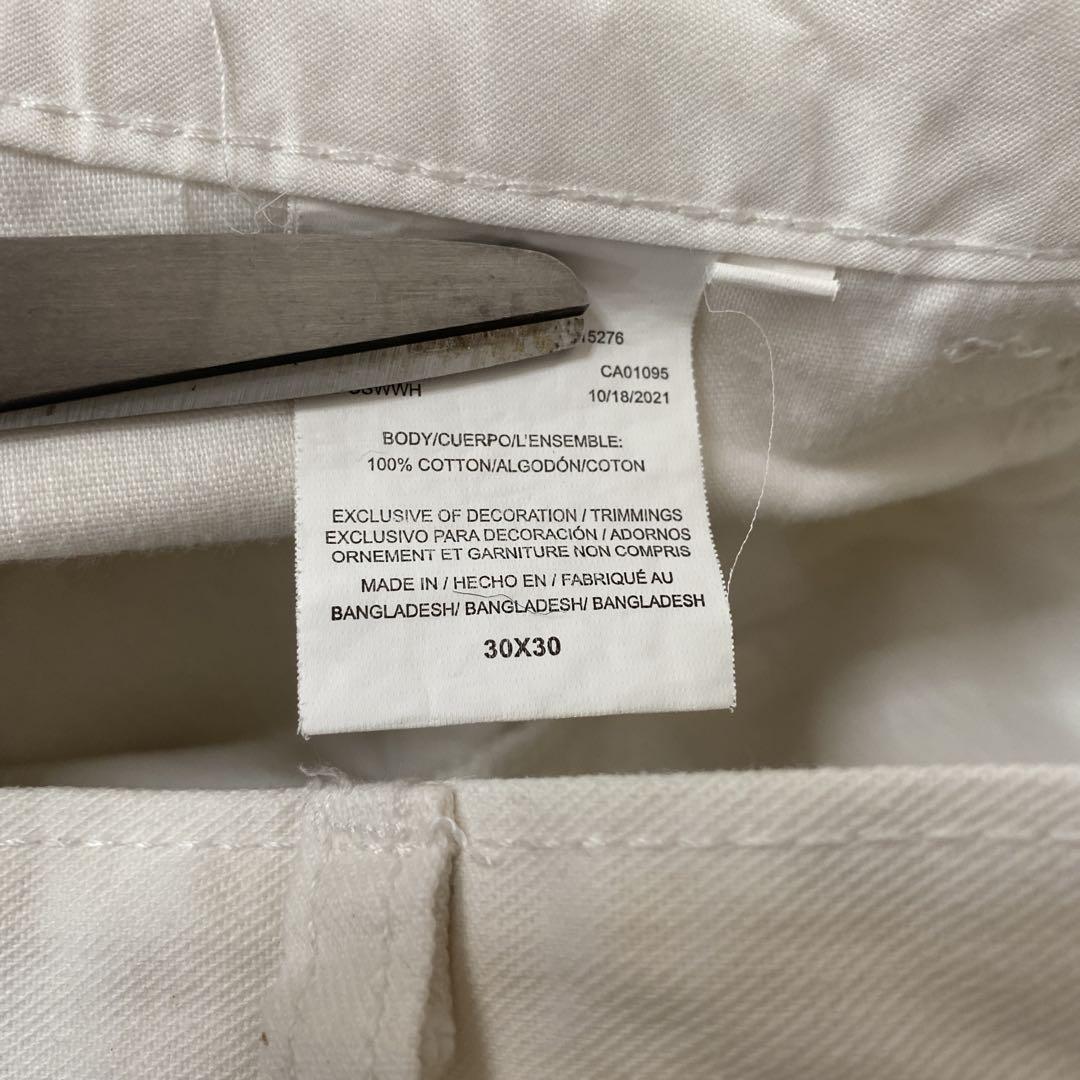 15276
CA01095
10/18/2021
BODY/CUERPO/L'ENSEMBLE:
100% COTTON/ALGODÓN/COTON
EXCLUSIVE OF DECORATION / TRIMMINGS
EXCLUSIVO PARA DECORACIÓN / ADORNOS
ORNEMENT ET GARNITURE NON COMPRIS
MADE IN / HECHO EN / FABRIQUÉ AU
BANGLADESH/ BANGLADESH/ BANGLADESH
30X30